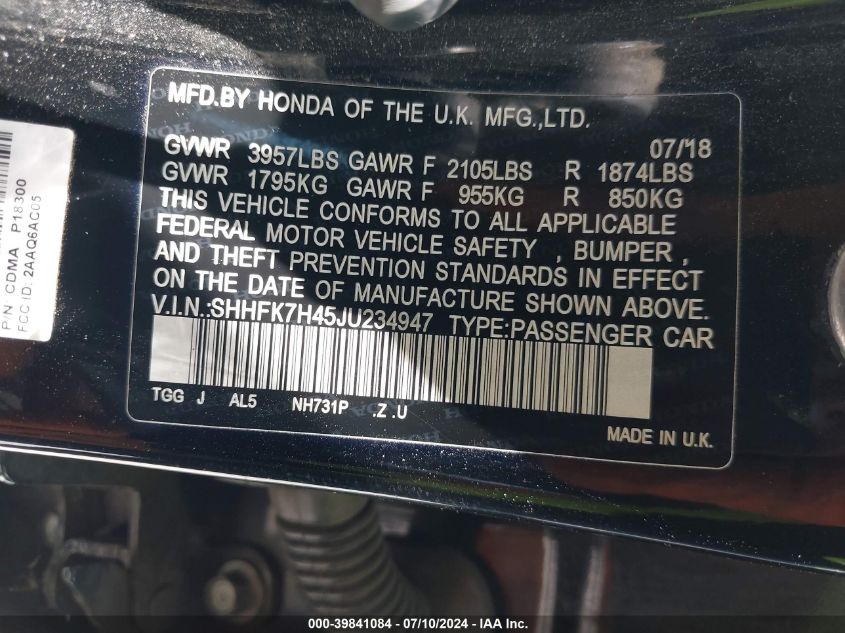 MFD.BY HONDA OF THE U.K. MFG.,LTD.
07/18
GVWR 3957LBS GAWR F 2105LBS R 1874LBS
GVWR 1795KG GAWR F 955KG R 850KG
THIS VEHICLE CONFORMS TO ALL APPLICABLE
FEDERAL MOTOR VEHICLE SAFETY , BUMPER ,
AND THEFT PREVENTION STANDARDS IN EFFECT
ON THE DATE OF MANUFACTURE SHOWN ABOVE.
V.I.N.:SHHFK7H45JU234947 TYPE:PASSENGER CAR
TGG J AL5 NH731P .Z .U
MADE IN U.K.
P/N: CDMA P18300
FCC ID: 2AAQ6AC05
000-39841084 - 07/10/2024 - IAA, Inc.